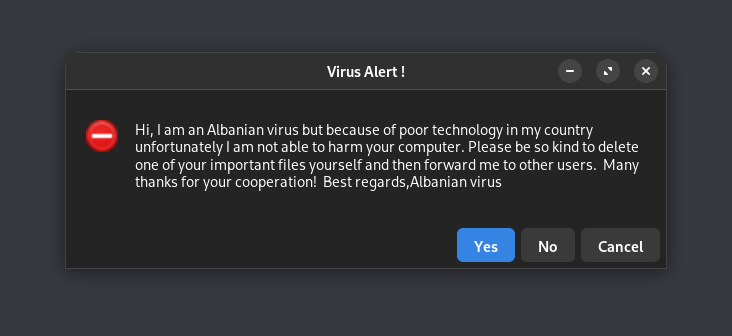 Virus Alert !
Hi, I am an Albanian virus but because of poor technology in my country
unfortunately I am not able to harm your computer. Please be so kind to delete
one of your important files yourself and then forward me to other users.  Many
thanks for your cooperation!  Best regards,Albanian virus
Yes No Cancel